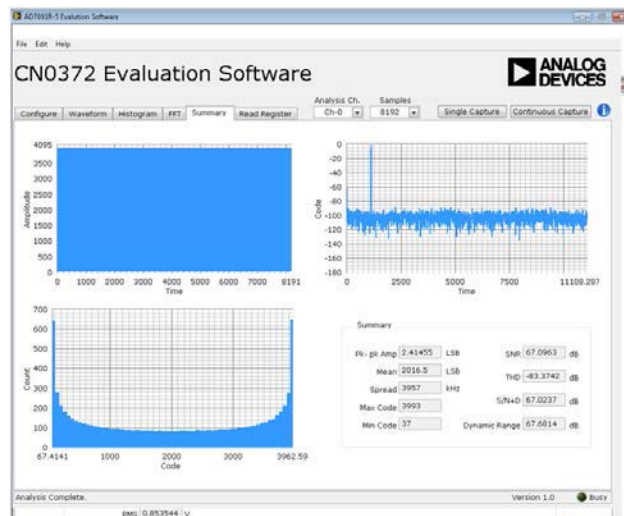 AD7091R-5 Evalution Software
File Edit Help
CN0372 Evaluation Software
ANALOG
DEVICES
Analysis Ch. Samples
Configure Waveform Histogram FFT Summary Read Register Ch-0 8192 Single Capture Continuous Capture
4095
3500
3000
2500
2000
1500
1000
500
0
Amplitude
0 1000 2000 3000 4000 5000 6000 7000 8191
Time
0
-20
-40
-60
-80
-100
-120
-140
-160
-180
Code
0 2500 5000 7500 11109.297
Time
700
600
500
400
300
200
100
0
Count
67.4141 1000 2000 3000 3962.59
Code
Summary
Pk- pk Amp 2.41455 LSB SNR 67.0963 dB
Mean 2016.5 LSB THD -83.3742 dB
Spread 3957 kHz S/N+D 67.0237 dB
Max Code 3993
Min Code 37 Dynamic Range 67.6814 dB
Analysis Complete. Version 1.0 Busy
RMS 0.853544 V